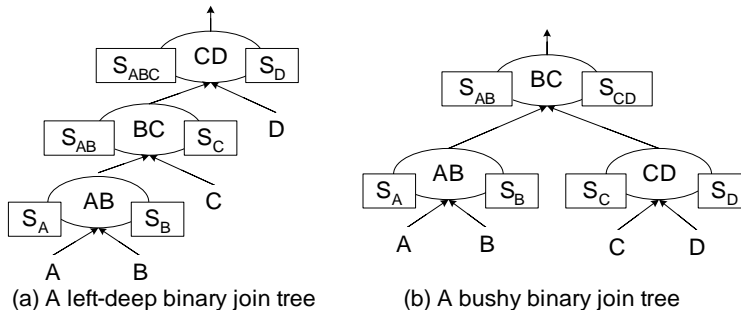 CD
S_ABC
S_D
BC
S_AB
S_C
D
AB
S_A
S_B
C
A
B
(a) A left-deep binary join tree
BC
S_AB
S_CD
AB
S_A
S_B
CD
S_C
S_D
A
B
C
D
(b) A bushy binary join tree